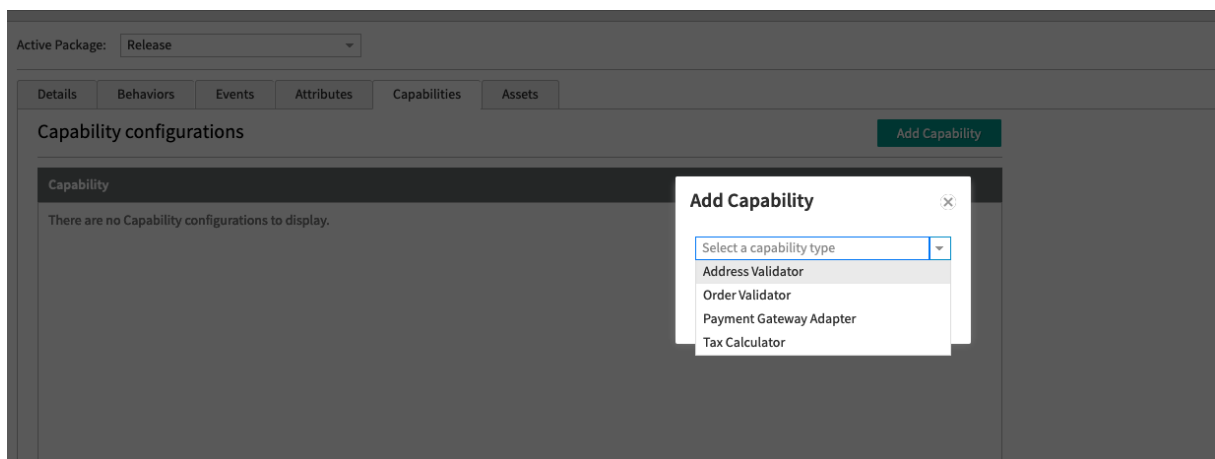 Active Package: Release
Details Behaviors Events Attributes Capabilities Assets
Capability configurations Add Capability
Capability
There are no Capability configurations to display.
Add Capability
Select a capability type
Address Validator
Order Validator
Payment Gateway Adapter
Tax Calculator